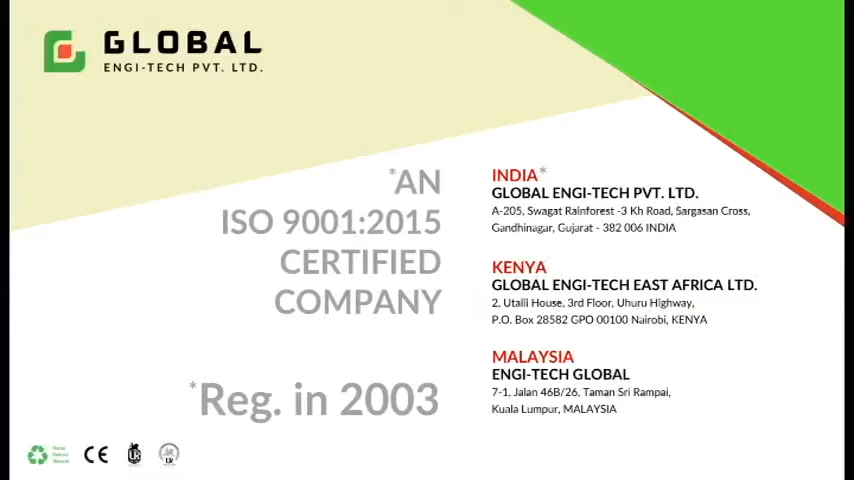 GLOBAL
ENGI-TECH PVT. LTD.
*AN
ISO 9001:2015
CERTIFIED
COMPANY
*Reg. in 2003
INDIA*
GLOBAL ENGI-TECH PVT. LTD.
A-205, Swagat Rainforest -3 Kh Road, Sargasan Cross,
Gandhinagar, Gujarat - 382 006 INDIA
KENYA
GLOBAL ENGI-TECH EAST AFRICA LTD.
2, Utalii House, 3rd Floor, Uhuru Highway,
P.O. Box 28582 GPO 00100 Nairobi, KENYA
MALAYSIA
ENGI-TECH GLOBAL
7-1, Jalan 46B/26, Taman Sri Rampai,
Kuala Lumpur, MALAYSIA
CE